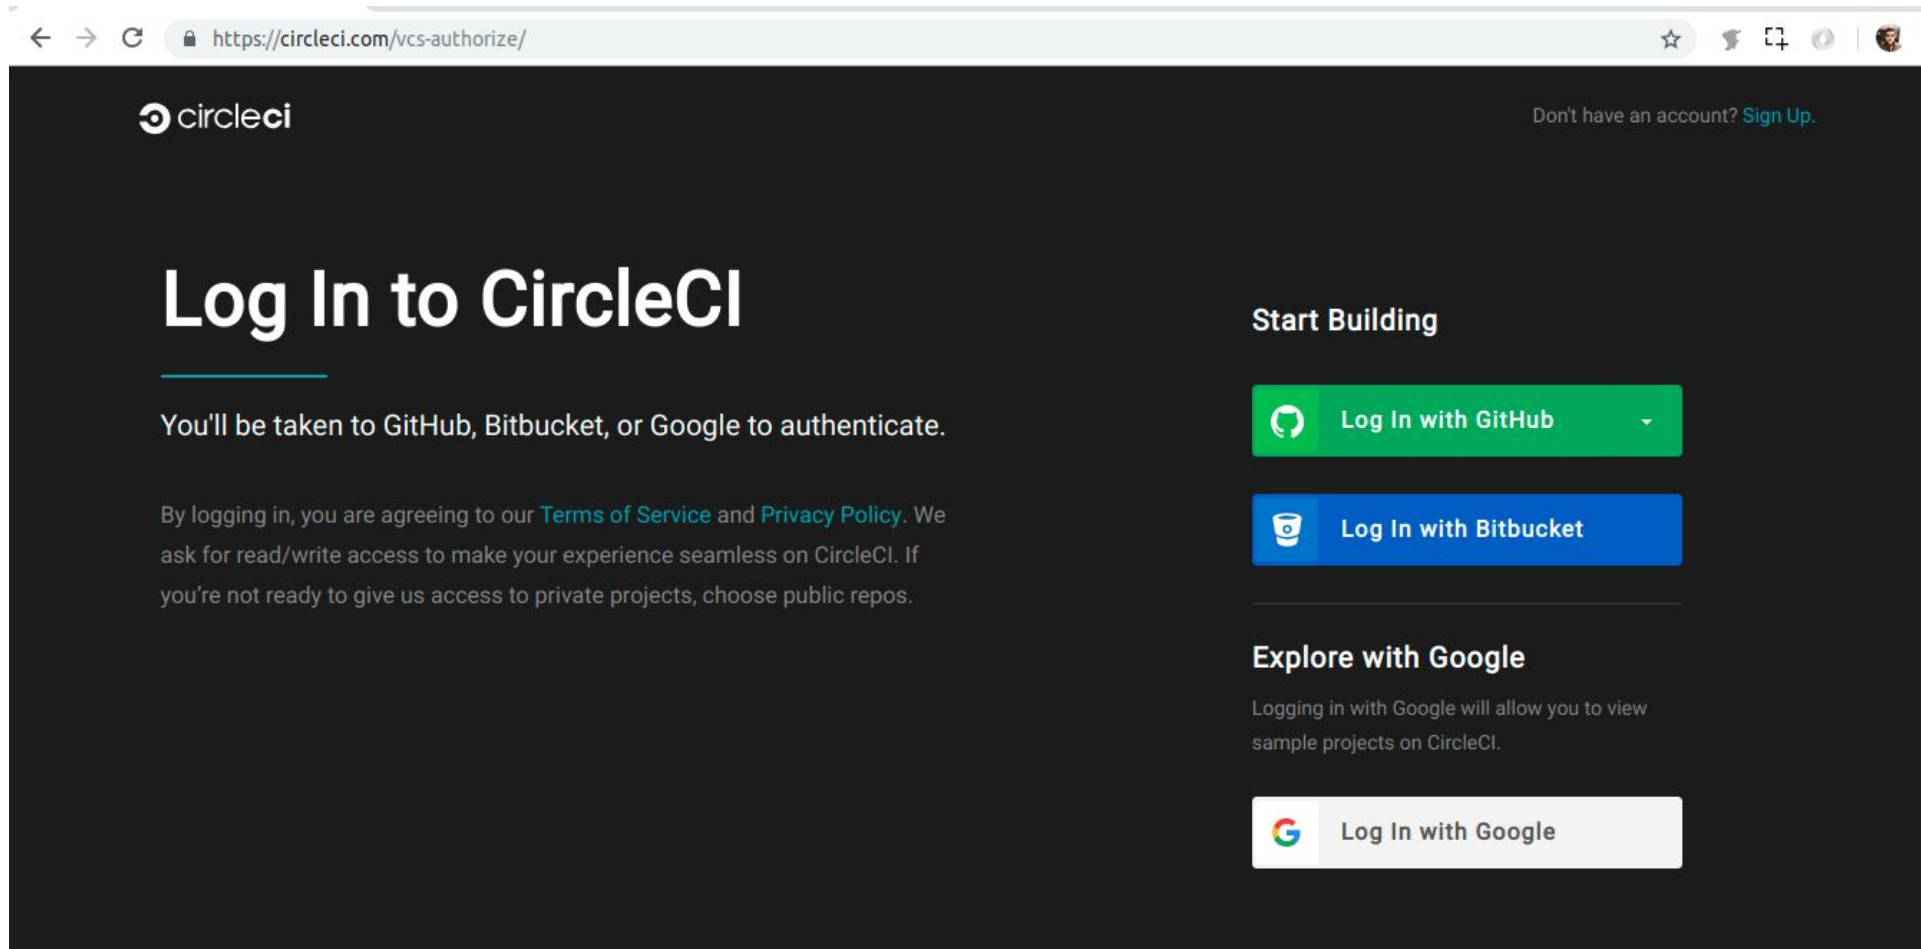 https://circleci.com/vcs-authorize/
circleci
Don't have an account? Sign Up.
Log In to CircleCI
You'll be taken to GitHub, Bitbucket, or Google to authenticate.
By logging in, you are agreeing to our Terms of Service and Privacy Policy. We
ask for read/write access to make your experience seamless on CircleCI. If
you’re not ready to give us access to private projects, choose public repos.
Start Building
Log In with GitHub
Log In with Bitbucket
Explore with Google
Logging in with Google will allow you to view
sample projects on CircleCI.
Log In with Google